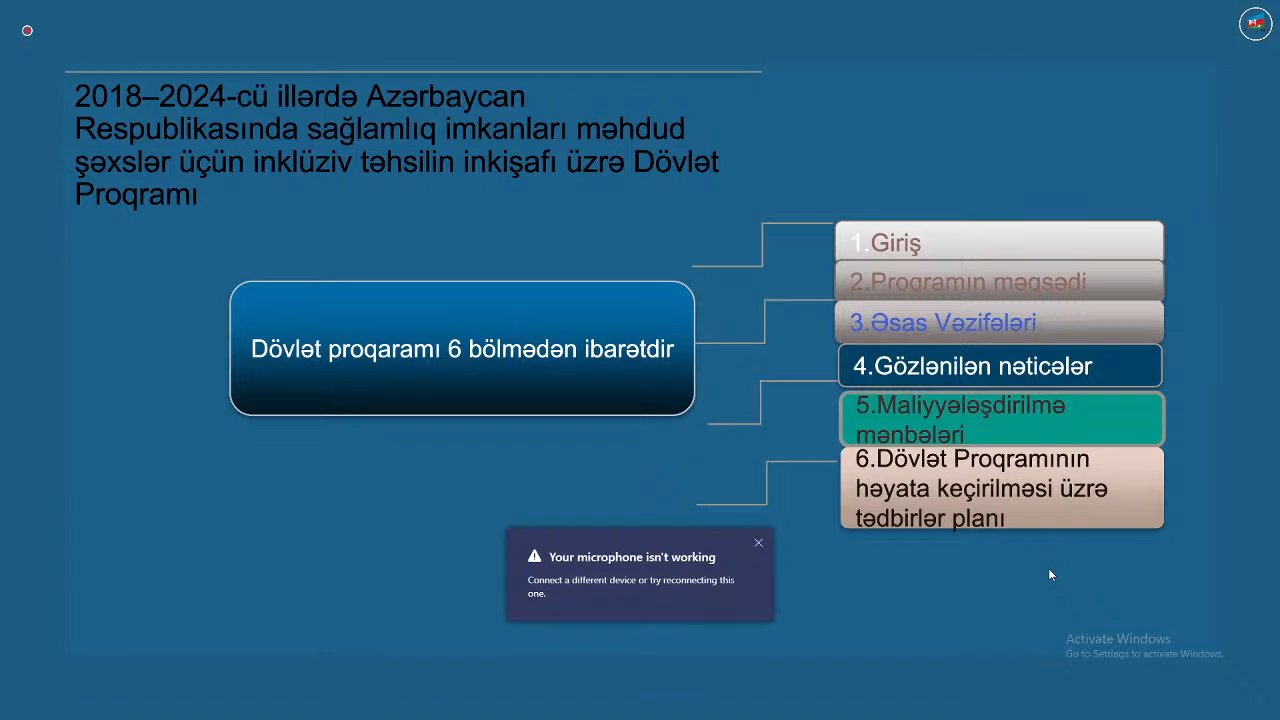 2018–2024-cü illərdə Azərbaycan
Respublikasında sağlamlıq imkanları məhdud
şəxslər üçün inklüziv təhsilin inkişafı üzrə Dövlət
Proqramı
Dövlət proqaramı 6 bölmədən ibarətdir
1.Giriş
2.Proqramın məqsədi
3.Əsas Vəzifələri
4.Gözlənilən nəticələr
5.Maliyyələşdirilmə
mənbələri
6.Dövlət Proqramının
həyata keçirilməsi üzrə
tədbirlər planı
Your microphone isn't working
Connect a different device or try reconnecting this
one.
Activate Windows
Go to Settings to activate Windows.